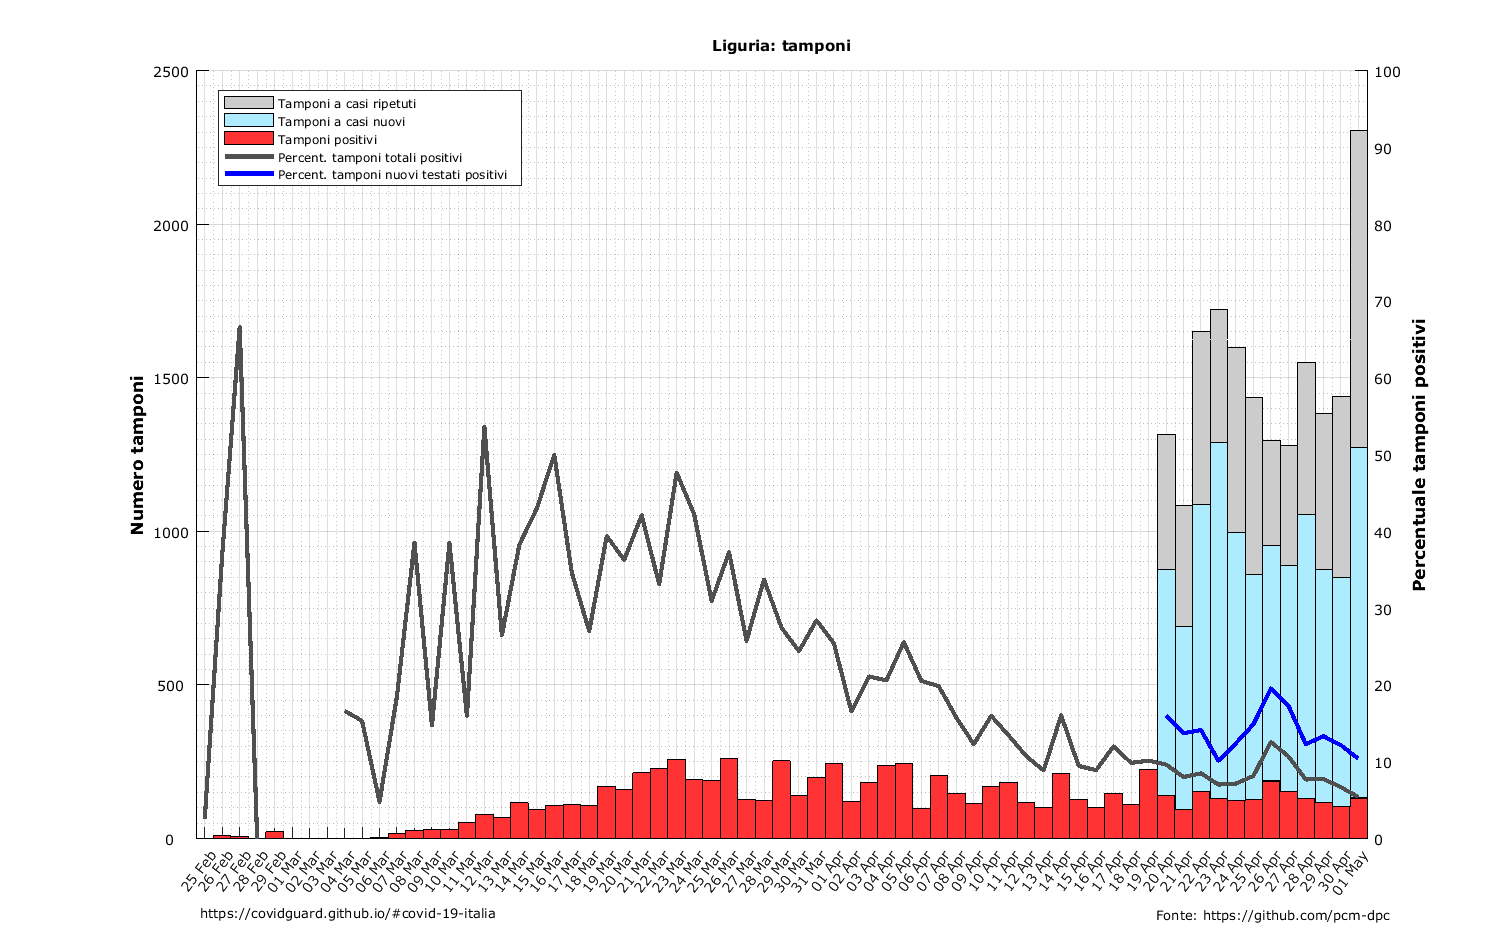 Liguria: tamponi
Tamponi a casi ripetuti
Tamponi a casi nuovi
Tamponi positivi
Percent. tamponi totali positivi
Percent. tamponi nuovi testati positivi
Numero tamponi
2500
2000
1500
1000
500
0
Percentuale tamponi positivi
100
90
80
70
60
50
40
30
20
10
0
25 Feb
26 Feb
27 Feb
28 Feb
29 Feb
01 Mar
02 Mar
03 Mar
04 Mar
05 Mar
06 Mar
07 Mar
08 Mar
09 Mar
10 Mar
11 Mar
12 Mar
13 Mar
14 Mar
15 Mar
16 Mar
17 Mar
18 Mar
19 Mar
20 Mar
21 Mar
22 Mar
23 Mar
24 Mar
25 Mar
26 Mar
27 Mar
28 Mar
29 Mar
30 Mar
31 Mar
01 Apr
02 Apr
03 Apr
04 Apr
05 Apr
06 Apr
07 Apr
08 Apr
09 Apr
10 Apr
11 Apr
12 Apr
13 Apr
14 Apr
15 Apr
16 Apr
17 Apr
18 Apr
19 Apr
20 Apr
21 Apr
22 Apr
23 Apr
24 Apr
25 Apr
26 Apr
27 Apr
28 Apr
29 Apr
30 Apr
01 May
https://covidguard.github.io/#covid-19-italia
Fonte: https://github.com/pcm-dpc